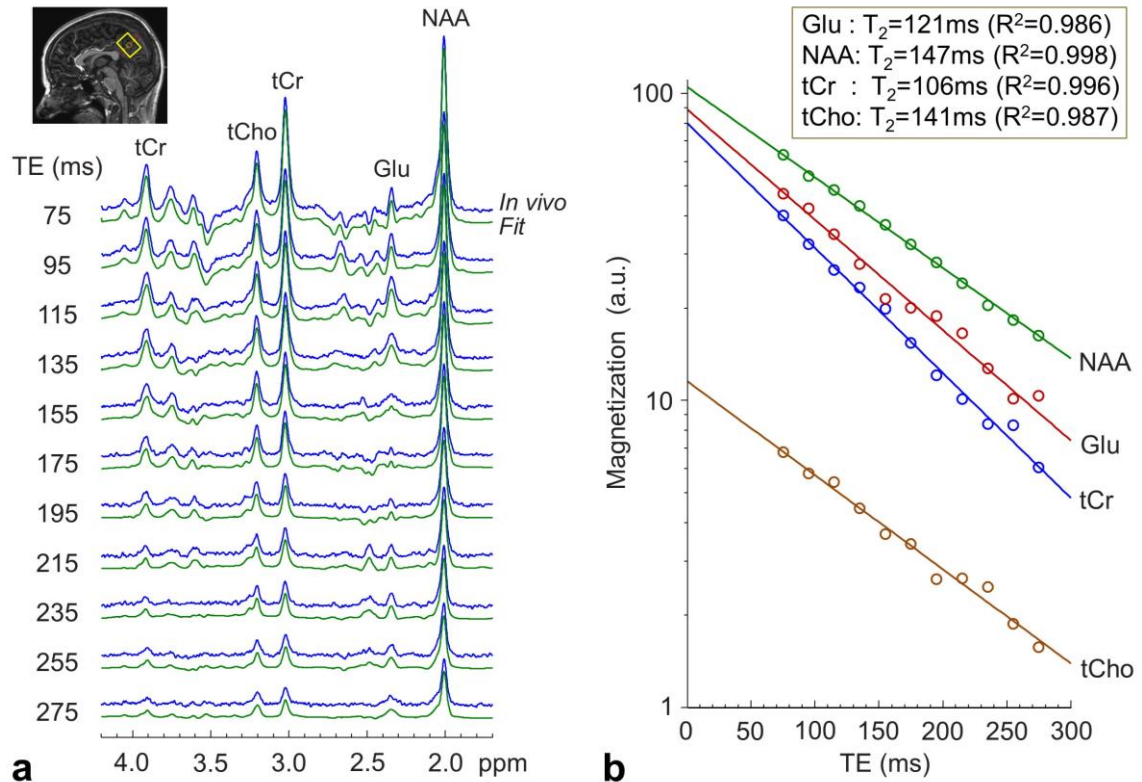 NAA
tCr
tCho
tCr
Glu
TE (ms)
In vivo
Fit
75
95
115
135
155
175
195
215
235
255
275
4.0 3.5 3.0 2.5 2.0 ppm
a
Glu : T₂=121ms (R²=0.986)
NAA: T₂=147ms (R²=0.998)
tCr : T₂=106ms (R²=0.996)
tCho: T₂=141ms (R²=0.987)
100
10
1
Magnetization (a.u.)
NAA
Glu
tCr
tCho
0 50 100 150 200 250 300
TE (ms)
b